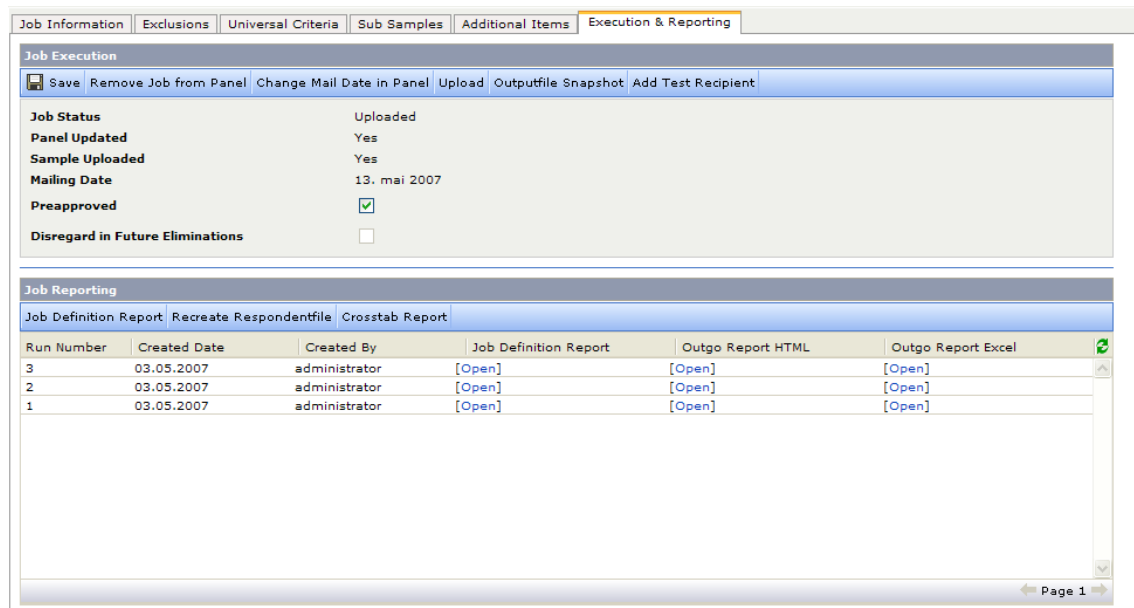 Job Information Exclusions Universal Criteria Sub Samples Additional Items Execution & Reporting
Job Execution
Save Remove Job from Panel Change Mail Date in Panel Upload Outputfile Snapshot Add Test Recipient
Job Status Uploaded
Panel Updated Yes
Sample Uploaded Yes
Mailing Date 13. mai 2007
Preapproved
Disregard in Future Eliminations
Job Reporting
Job Definition Report Recreate Respondentfile Crosstab Report
Run Number Created Date Created By Job Definition Report Outgo Report HTML Outgo Report Excel
3 03.05.2007 administrator [Open] [Open] [Open]
2 03.05.2007 administrator [Open] [Open] [Open]
1 03.05.2007 administrator [Open] [Open] [Open]
Page 1